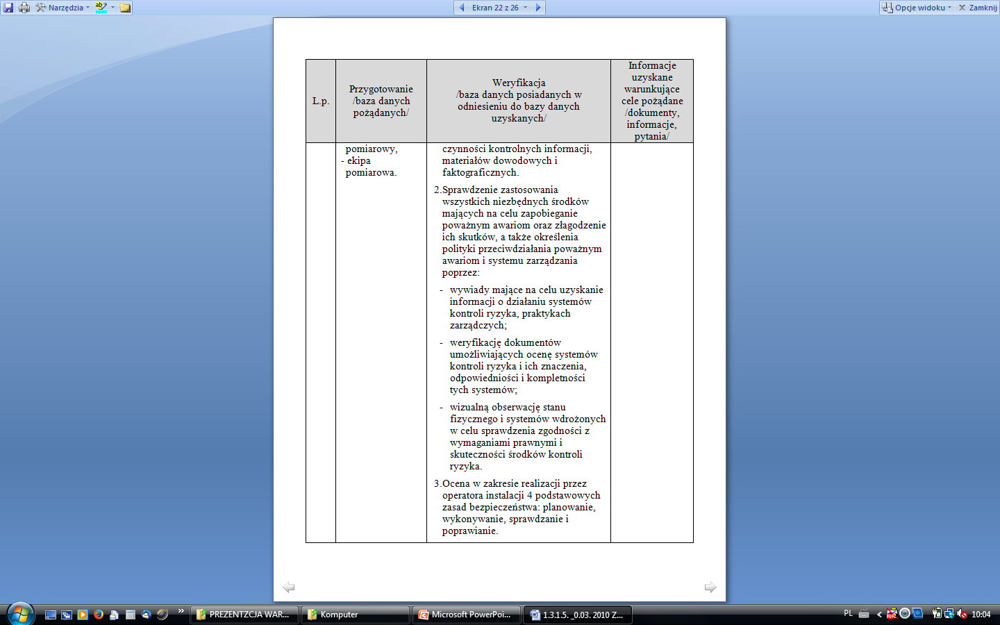 Narzędzia
ab
Ekran 22 z 26
Opcje widoku
Zamknij
L.p.
Przygotowanie
/baza danych
pożądanych/
Weryfikacja
/baza danych posiadanych w
odniesieniu do bazy danych
uzyskanych/
Informacje
uzyskane
warunkujące
cele pożądane
/dokumenty,
informacje,
pytania/
pomiarowy,
- ekipa
pomiarowa.
czynności kontrolnych informacji,
materiałów dowodowych i
faktograficznych.
2.Sprawdzenie zastosowania
wszystkich niezbędnych środków
mających na celu zapobieganie
poważnym awariom oraz złagodzenie
ich skutków, a także określenia
polityki przeciwdziałania poważnym
awariom i systemu zarządzania
poprzez:
- wywiady mające na celu uzyskanie
informacji o działaniu systemów
kontroli ryzyka, praktykach
zarządczych;
- weryfikację dokumentów
umożliwiających ocenę systemów
kontroli ryzyka i ich znaczenia,
odpowiedniości i kompletności
tych systemów;
- wizualną obserwację stanu
fizycznego i systemów wdrożonych
w celu sprawdzenia zgodności z
wymaganiami prawnymi i
skuteczności środków kontroli
ryzyka.
3.Ocena w zakresie realizacji przez
operatora instalacji 4 podstawowych
zasad bezpieczeństwa: planowanie,
wykonywanie, sprawdzanie i
poprawianie.
PREZENTZCJA WAR...
Komputer
Microsoft PowerPoi...
1.3.1.5. _0.03. 2010 Z...
PL
10:04